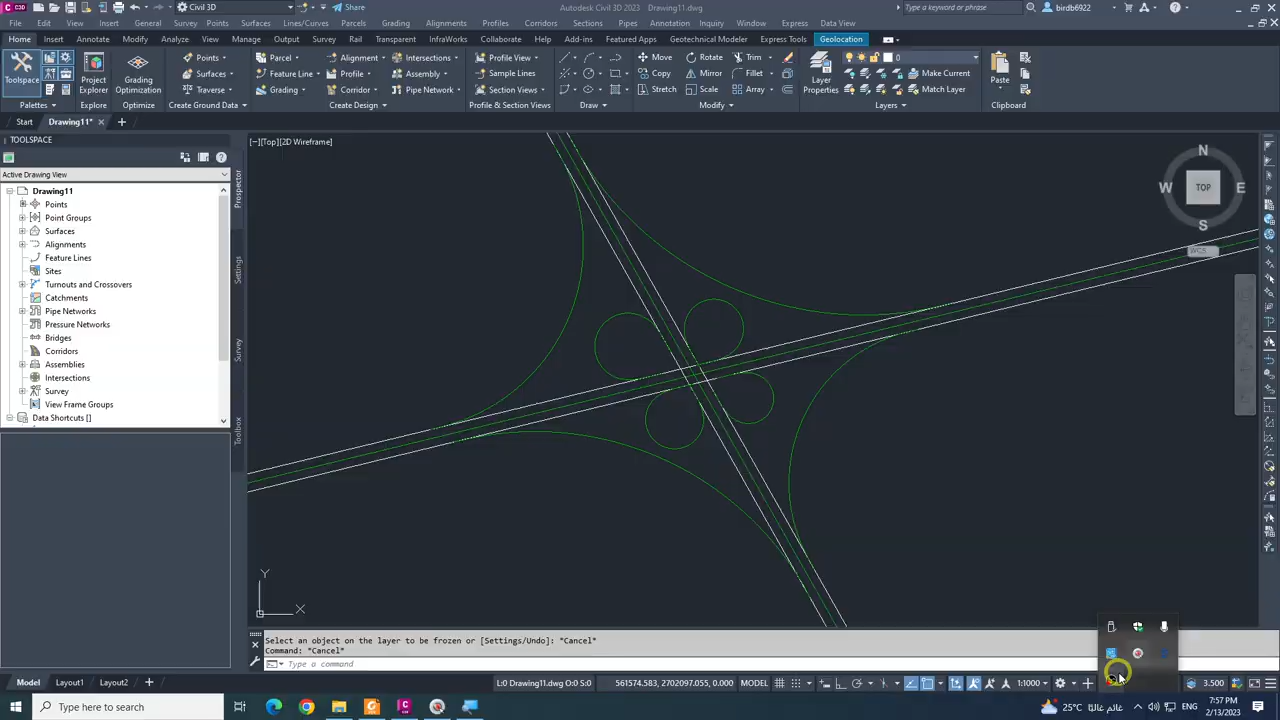 C3D
Civil 3D
Share
Autodesk Civil 3D 2023 Drawing11.dwg
Type a keyword or phrase
birdb6922
File
Edit
View
Insert
General
Survey
Points
Surfaces
Lines/Curves
Parcels
Grading
Alignments
Profiles
Corridors
Sections
Pipes
Annotation
Inquiry
Window
Express
Data View
Home
Insert
Annotate
Modify
Analyze
View
Manage
Output
Survey
Rail
Transparent
InfraWorks
Collaborate
Help
Add-ins
Featured Apps
Geotechnical Modeler
Express Tools
Geolocation
Toolspace
Project Explorer
Grading Optimization
Points
Surfaces
Traverse
Parcel
Feature Line
Grading
Alignment
Profile
Corridor
Intersections
Assembly
Pipe Network
Profile View
Sample Lines
Section Views
Move
Copy
Stretch
Rotate
Mirror
Scale
Trim
Fillet
Array
Layer Properties
0
Make Current
Match Layer
Paste
Palettes
Explore
Optimize
Create Ground Data
Create Design
Profile & Section Views
Draw
Modify
Layers
Clipboard
Start
Drawing11*
TOOLSPACE
[−][Top][2D Wireframe]
Active Drawing View
Drawing11
Points
Point Groups
Surfaces
Alignments
Feature Lines
Sites
Turnouts and Crossovers
Catchments
Pipe Networks
Pressure Networks
Bridges
Corridors
Assemblies
Intersections
Survey
View Frame Groups
Data Shortcuts []
Prospector
Settings
Survey
Toolbox
N
W
TOP
E
S
WCS
Y
X
Select an object on the layer to be frozen or [Settings/Undo]: *Cancel*
Command: *Cancel*
Type a command
Model
Layout1
Layout2
L:0 Drawing11.dwg O:0 S:0
561574.583, 2702097.055, 0.000
MODEL
1:1000
3.500
Type here to search
25°C
غائم غالبًا
ENG
7:57 PM
2/13/2023